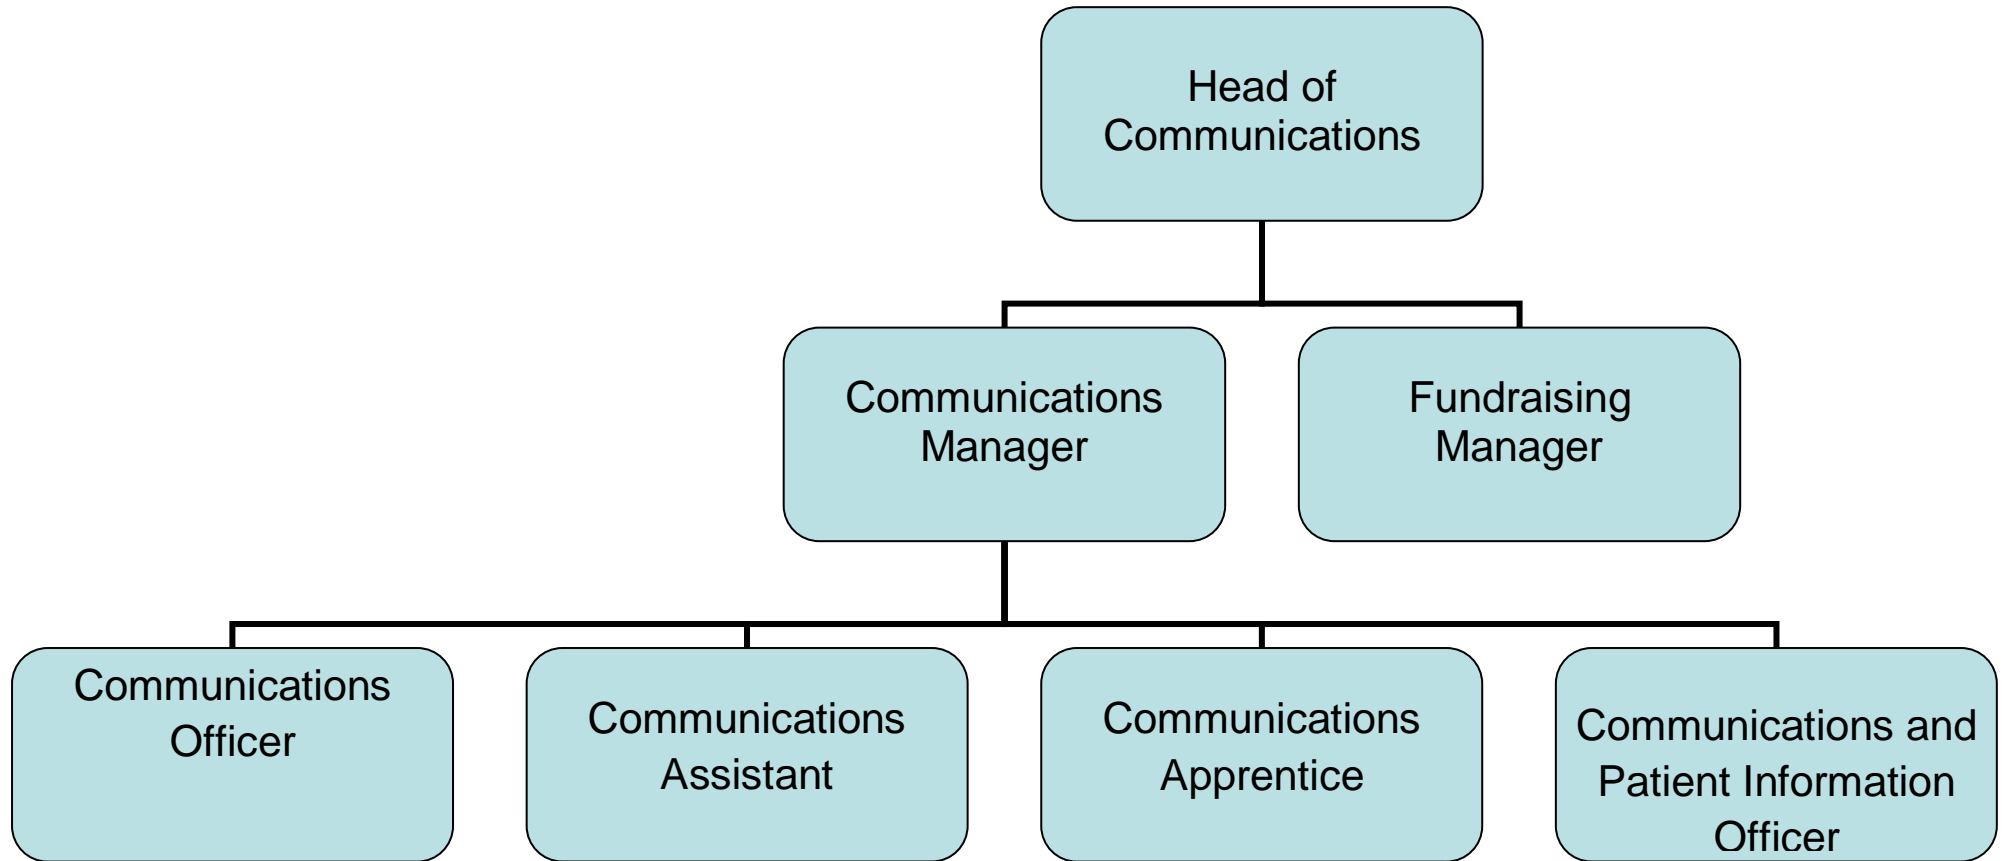 Head of
Communications
Communications
Manager
Fundraising
Manager
Communications
Officer
Communications
Assistant
Communications
Apprentice
Communications and
Patient Information
Officer